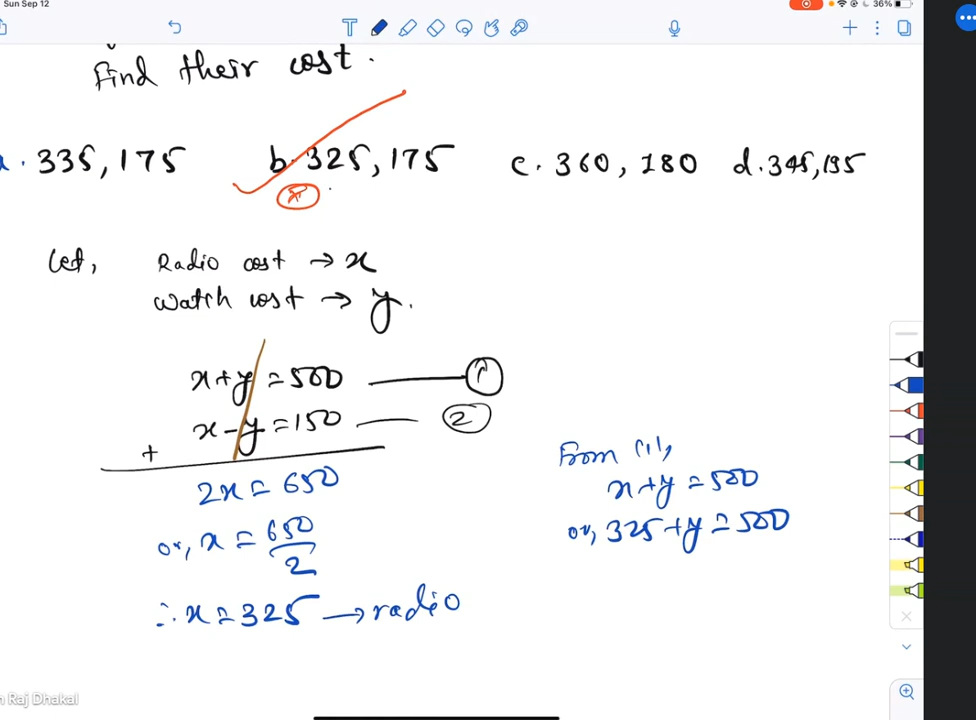 Sun Sep 12
36%
T
find their cost.
a. 335,175 b. 325,175 c. 360, 180 d. 345,195
Let, Radio cost → x
Watch cost → y.
x+y = 500 ①
x-y = 150 ②
+
2x = 650
or, x = 650/2
∴ x = 325 → radio
From (1),
x+y = 500
or, 325+y = 500
Raj Dhakal